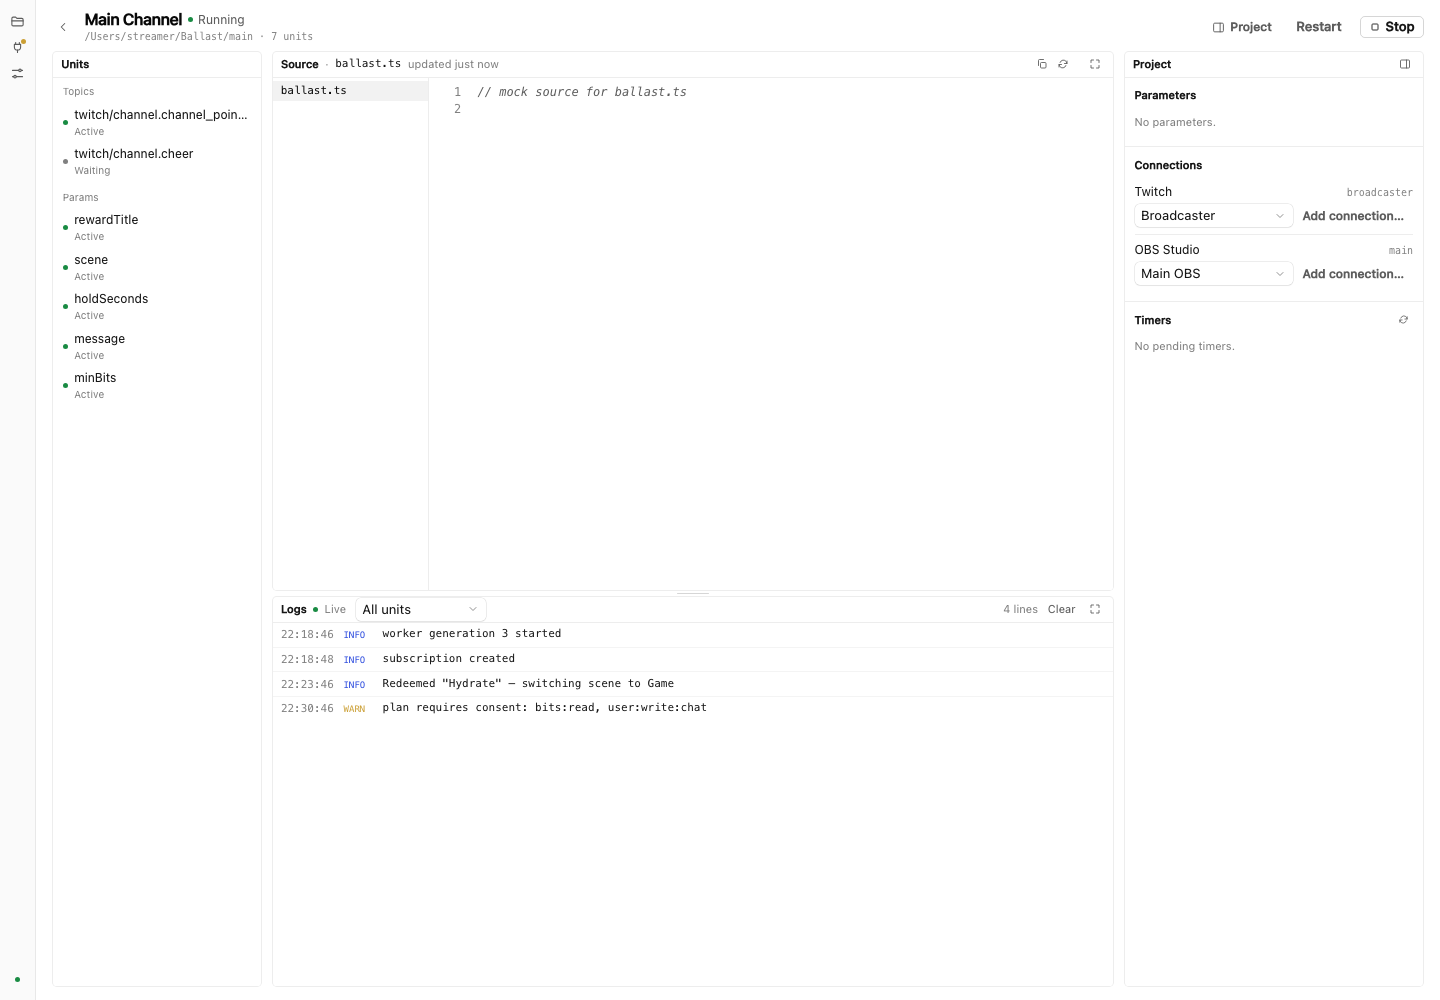 Main Channel Running
/Users/streamer/Ballast/main · 7 units
Project
Restart
Stop
Units
Topics
twitch/channel.channel_poin...
Active
twitch/channel.cheer
Waiting
Params
rewardTitle
Active
scene
Active
holdSeconds
Active
message
Active
minBits
Active
Source · ballast.ts updated just now
ballast.ts
1 // mock source for ballast.ts
2
Logs Live All units 4 lines Clear
22:18:46 INFO worker generation 3 started
22:18:48 INFO subscription created
22:23:46 INFO Redeemed "Hydrate" — switching scene to Game
22:30:46 WARN plan requires consent: bits:read, user:write:chat
Project
Parameters
No parameters.
Connections
Twitch broadcaster
Broadcaster Add connection...
OBS Studio main
Main OBS Add connection...
Timers
No pending timers.